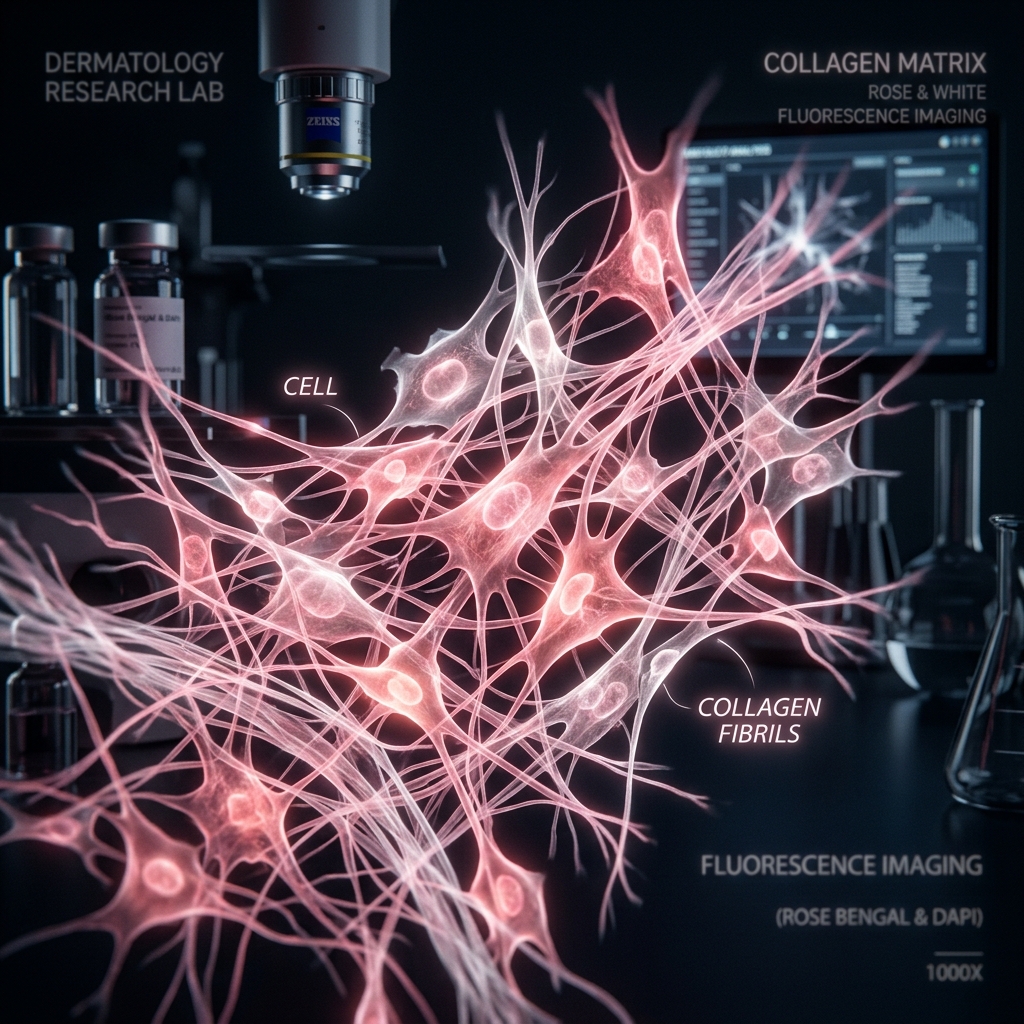 DERMATOLOGY
RESEARCH LAB
COLLAGEN MATRIX
ROSE & WHITE
FLUORESCENCE IMAGING
ZEISS
CELL
COLLAGEN
FIBRILS
FLUORESCENCE IMAGING
(ROSE BENGAL & DAPI)
1000X